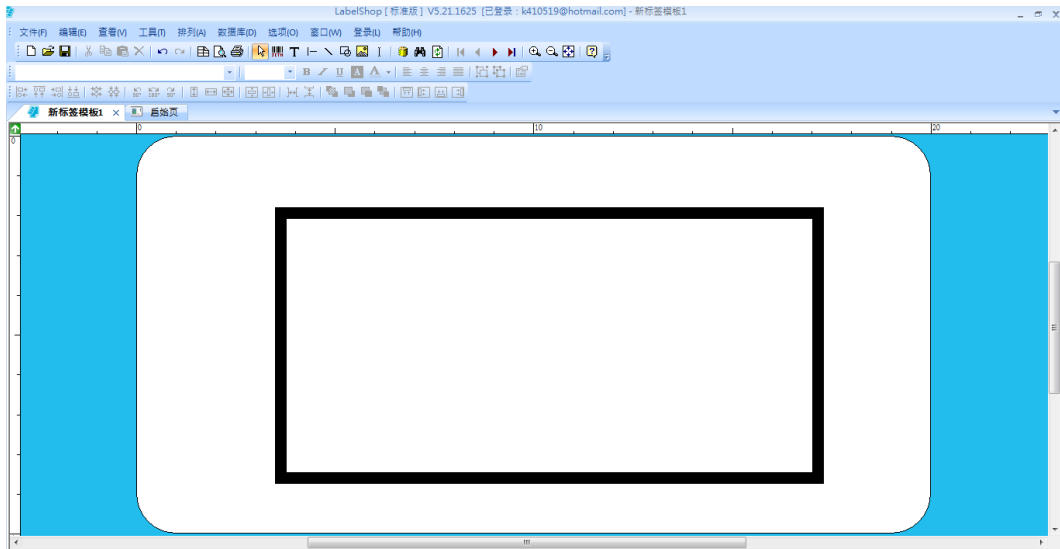 LabelShop [ 标准版 ] V5.21.1625 [已登录 : k410519@hotmail.com] - 新标签模板1
文件(F) 编辑(E) 查看(V) 工具(T) 排列(A) 数据库(D) 选项(O) 窗口(W) 登录(L) 帮助(H)
B I U A A
新标签模板1 × 启始页
0 10 20
0